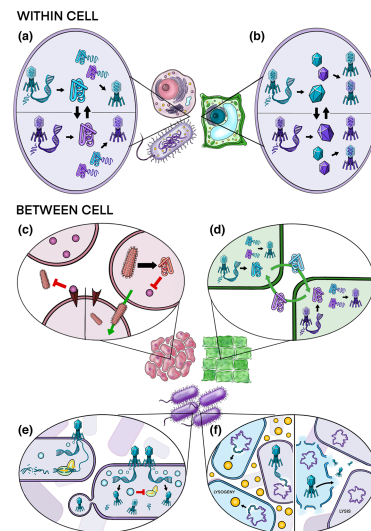 WITHIN CELL
(a)
(b)
BETWEEN CELL
(c)
(d)
(e)
(f)
LYSOGENY
LYSIS